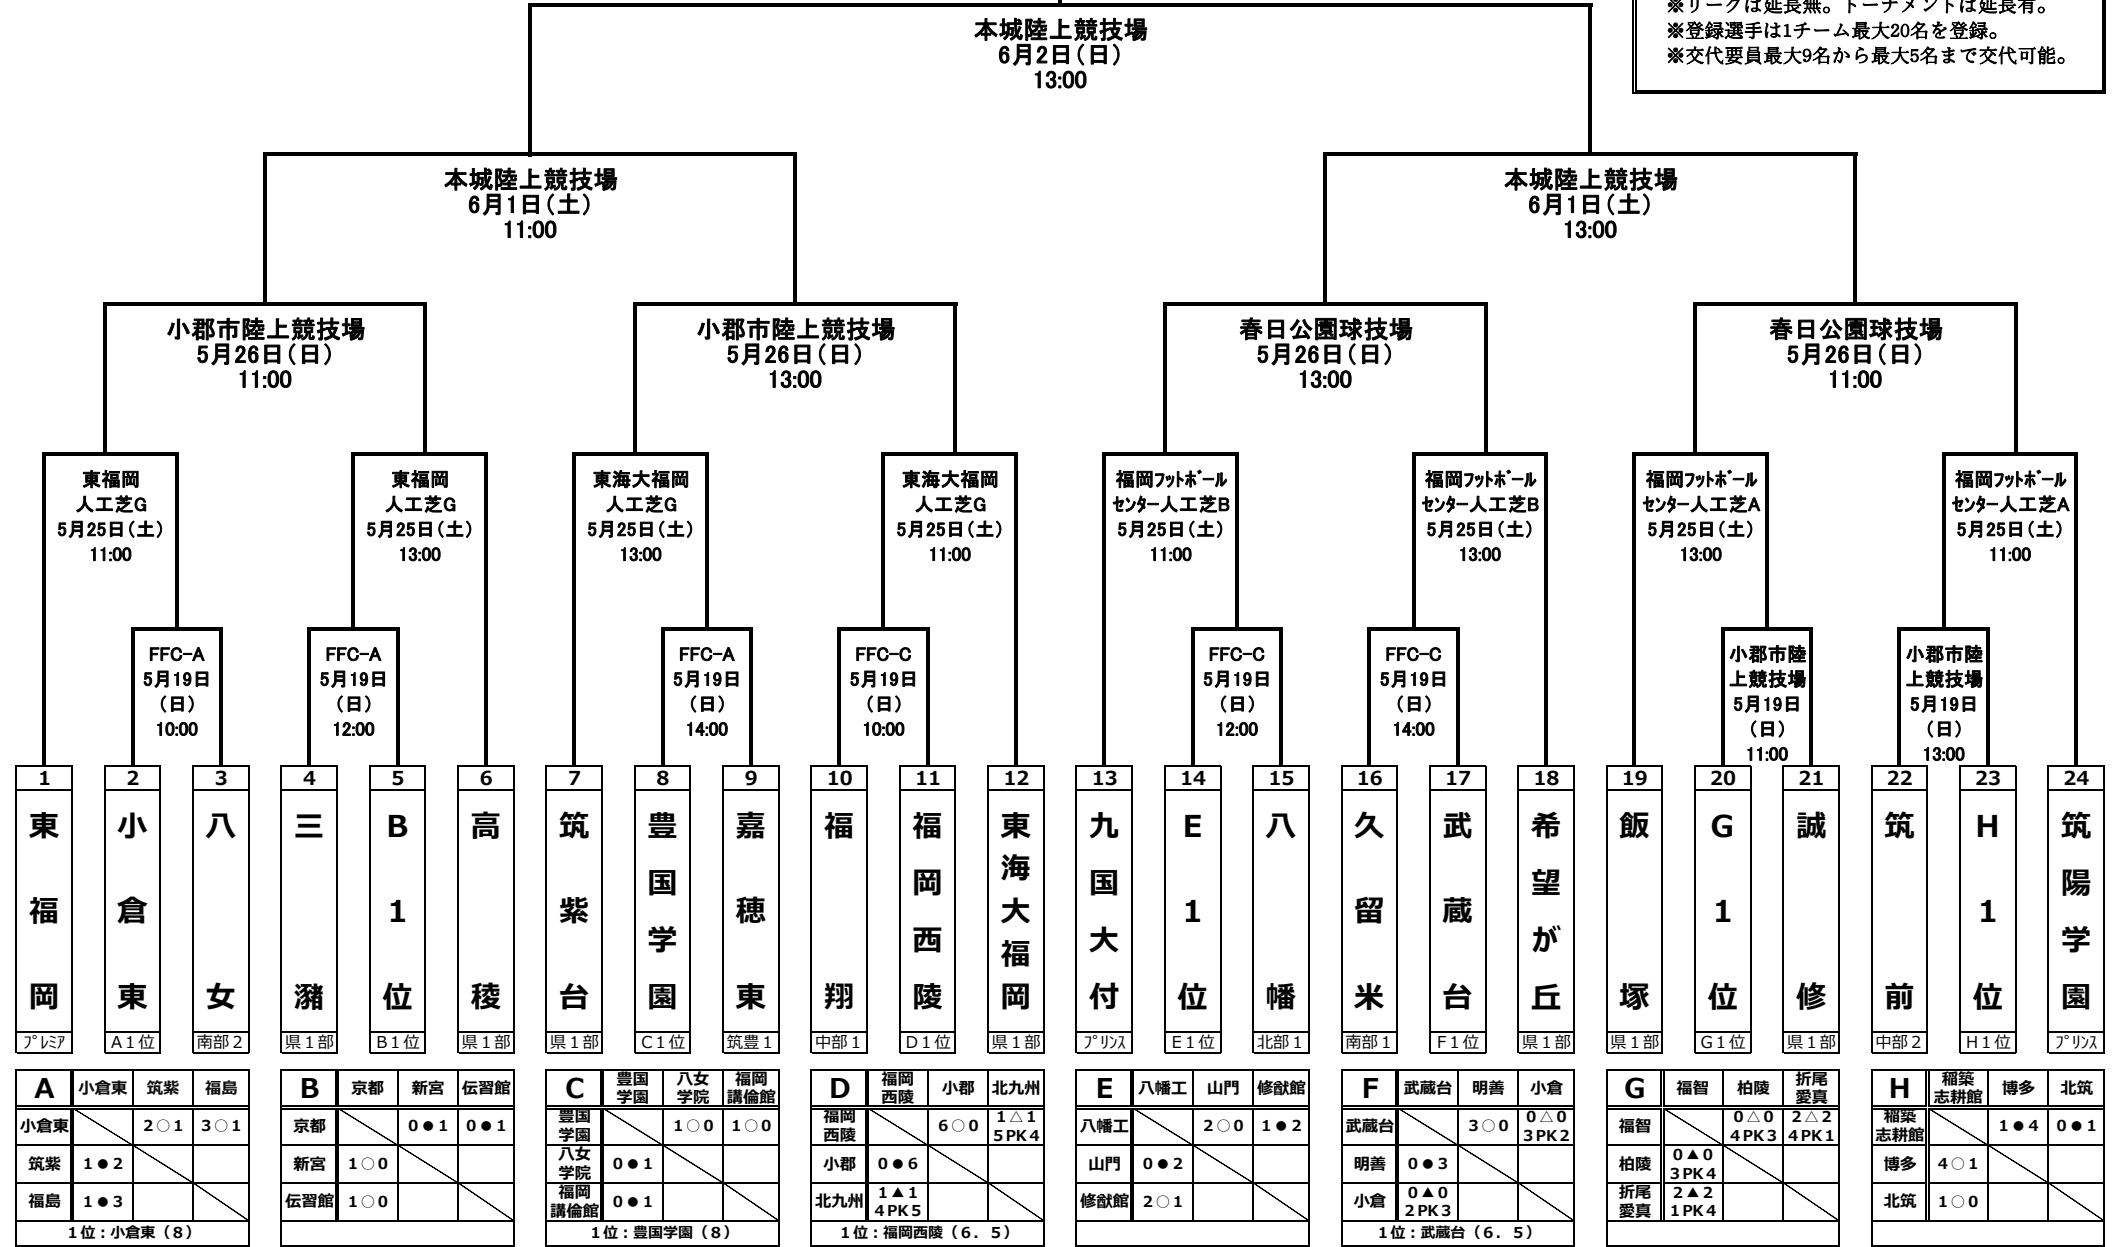 ※リーグは延長無。トーナメントは延長有。
※登録選手は1チーム最大20名を登録。
※交代要員最大9名から最大5名まで交代可能。
本城陸上競技場
6月2日（日）
13:00
本城陸上競技場
6月1日（土）
11:00
本城陸上競技場
6月1日（土）
13:00
小郡市陸上競技場
5月26日（日）
11:00
小郡市陸上競技場
5月26日（日）
13:00
春日公園球技場
5月26日（日）
13:00
春日公園球技場
5月26日（日）
11:00
東福岡
人工芝G
5月25日（土）
11:00
東福岡
人工芝G
5月25日（土）
13:00
東海大福岡
人工芝G
5月25日（土）
13:00
東海大福岡
人工芝G
5月25日（土）
11:00
福岡ﾌｯﾄﾎﾞｰﾙ
ｾﾝﾀｰ人工芝B
5月25日（土）
11:00
福岡ﾌｯﾄﾎﾞｰﾙ
ｾﾝﾀｰ人工芝B
5月25日（土）
13:00
福岡ﾌｯﾄﾎﾞｰﾙ
ｾﾝﾀｰ人工芝A
5月25日（土）
13:00
福岡ﾌｯﾄﾎﾞｰﾙ
ｾﾝﾀｰ人工芝A
5月25日（土）
11:00
FFC-A
5月19日
（日）
10:00
FFC-A
5月19日
（日）
12:00
FFC-A
5月19日
（日）
14:00
FFC-C
5月19日
（日）
10:00
FFC-C
5月19日
（日）
12:00
FFC-C
5月19日
（日）
14:00
小郡市陸
上競技場
5月19日
（日）
11:00
小郡市陸
上競技場
5月19日
（日）
13:00
1 東福岡 ﾌﾟﾚﾐｱ
2 小倉東 A１位
3 八女 南部２
4 三潴 県１部
5 B1位 B１位
6 高稜 県１部
7 筑紫台 県１部
8 豊国学園 C１位
9 嘉穂東 筑豊１
10 福翔 中部１
11 福岡西陵 D１位
12 東海大福岡 県１部
13 九国大付 ﾌﾟﾘﾝｽ
14 E1位 E１位
15 八幡 北部１
16 久留米 南部１
17 武蔵台 F１位
18 希望が丘 県１部
19 飯塚 県１部
20 G1位 G１位
21 誠修 県１部
22 筑前 中部２
23 H1位 H１位
24 筑陽学園 ﾌﾟﾘﾝｽ
A 小倉東 筑紫 福島
小倉東 2○1 3○1
筑紫 1●2
福島 1●3
１位：小倉東（８）
B 京都 新宮 伝習館
京都 0●1 0●1
新宮 1○0
伝習館 1○0
C 豊国学園 八女学院 福岡講倫館
豊国学園 1○0 1○0
八女学院 0●1
福岡講倫館 0●1
１位：豊国学園（８）
D 福岡西陵 小郡 北九州
福岡西陵 6○0 1△1 5PK4
小郡 0●6
北九州 1▲1 4PK5
１位：福岡西陵（６．５）
E 八幡工 山門 修猷館
八幡工 2○0 1●2
山門 0●2
修猷館 2○1
F 武蔵台 明善 小倉
武蔵台 3○0 0△0 3PK2
明善 0●3
小倉 0▲0 2PK3
１位：武蔵台（６．５）
G 福智 柏陵 折尾愛真
福智 0△0 4PK3 2△2 4PK1
柏陵 0▲0 3PK4
折尾愛真 2▲2 1PK4
H 稲築志耕館 博多 北筑
稲築志耕館 1●4 0●1
博多 4○1
北筑 1○0